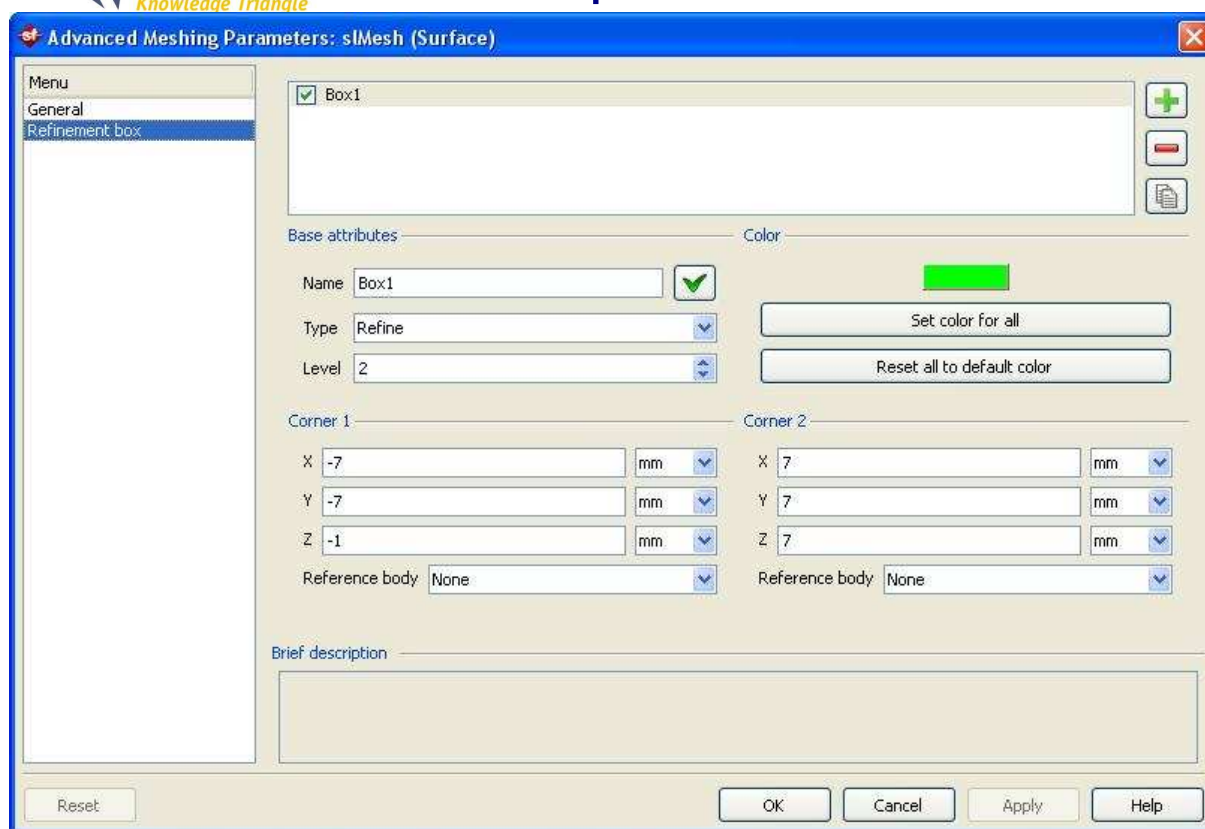 Knowledge Triangle
Advanced Meshing Parameters: slMesh (Surface)
Menu
General
Refinement box
Box1
Base attributes
Color
Name Box1
Type Refine
Level 2
Set color for all
Reset all to default color
Corner 1
Corner 2
X -7 mm
X 7 mm
Y -7 mm
Y 7 mm
Z -1 mm
Z 7 mm
Reference body None
Reference body None
Brief description
Reset
OK
Cancel
Apply
Help